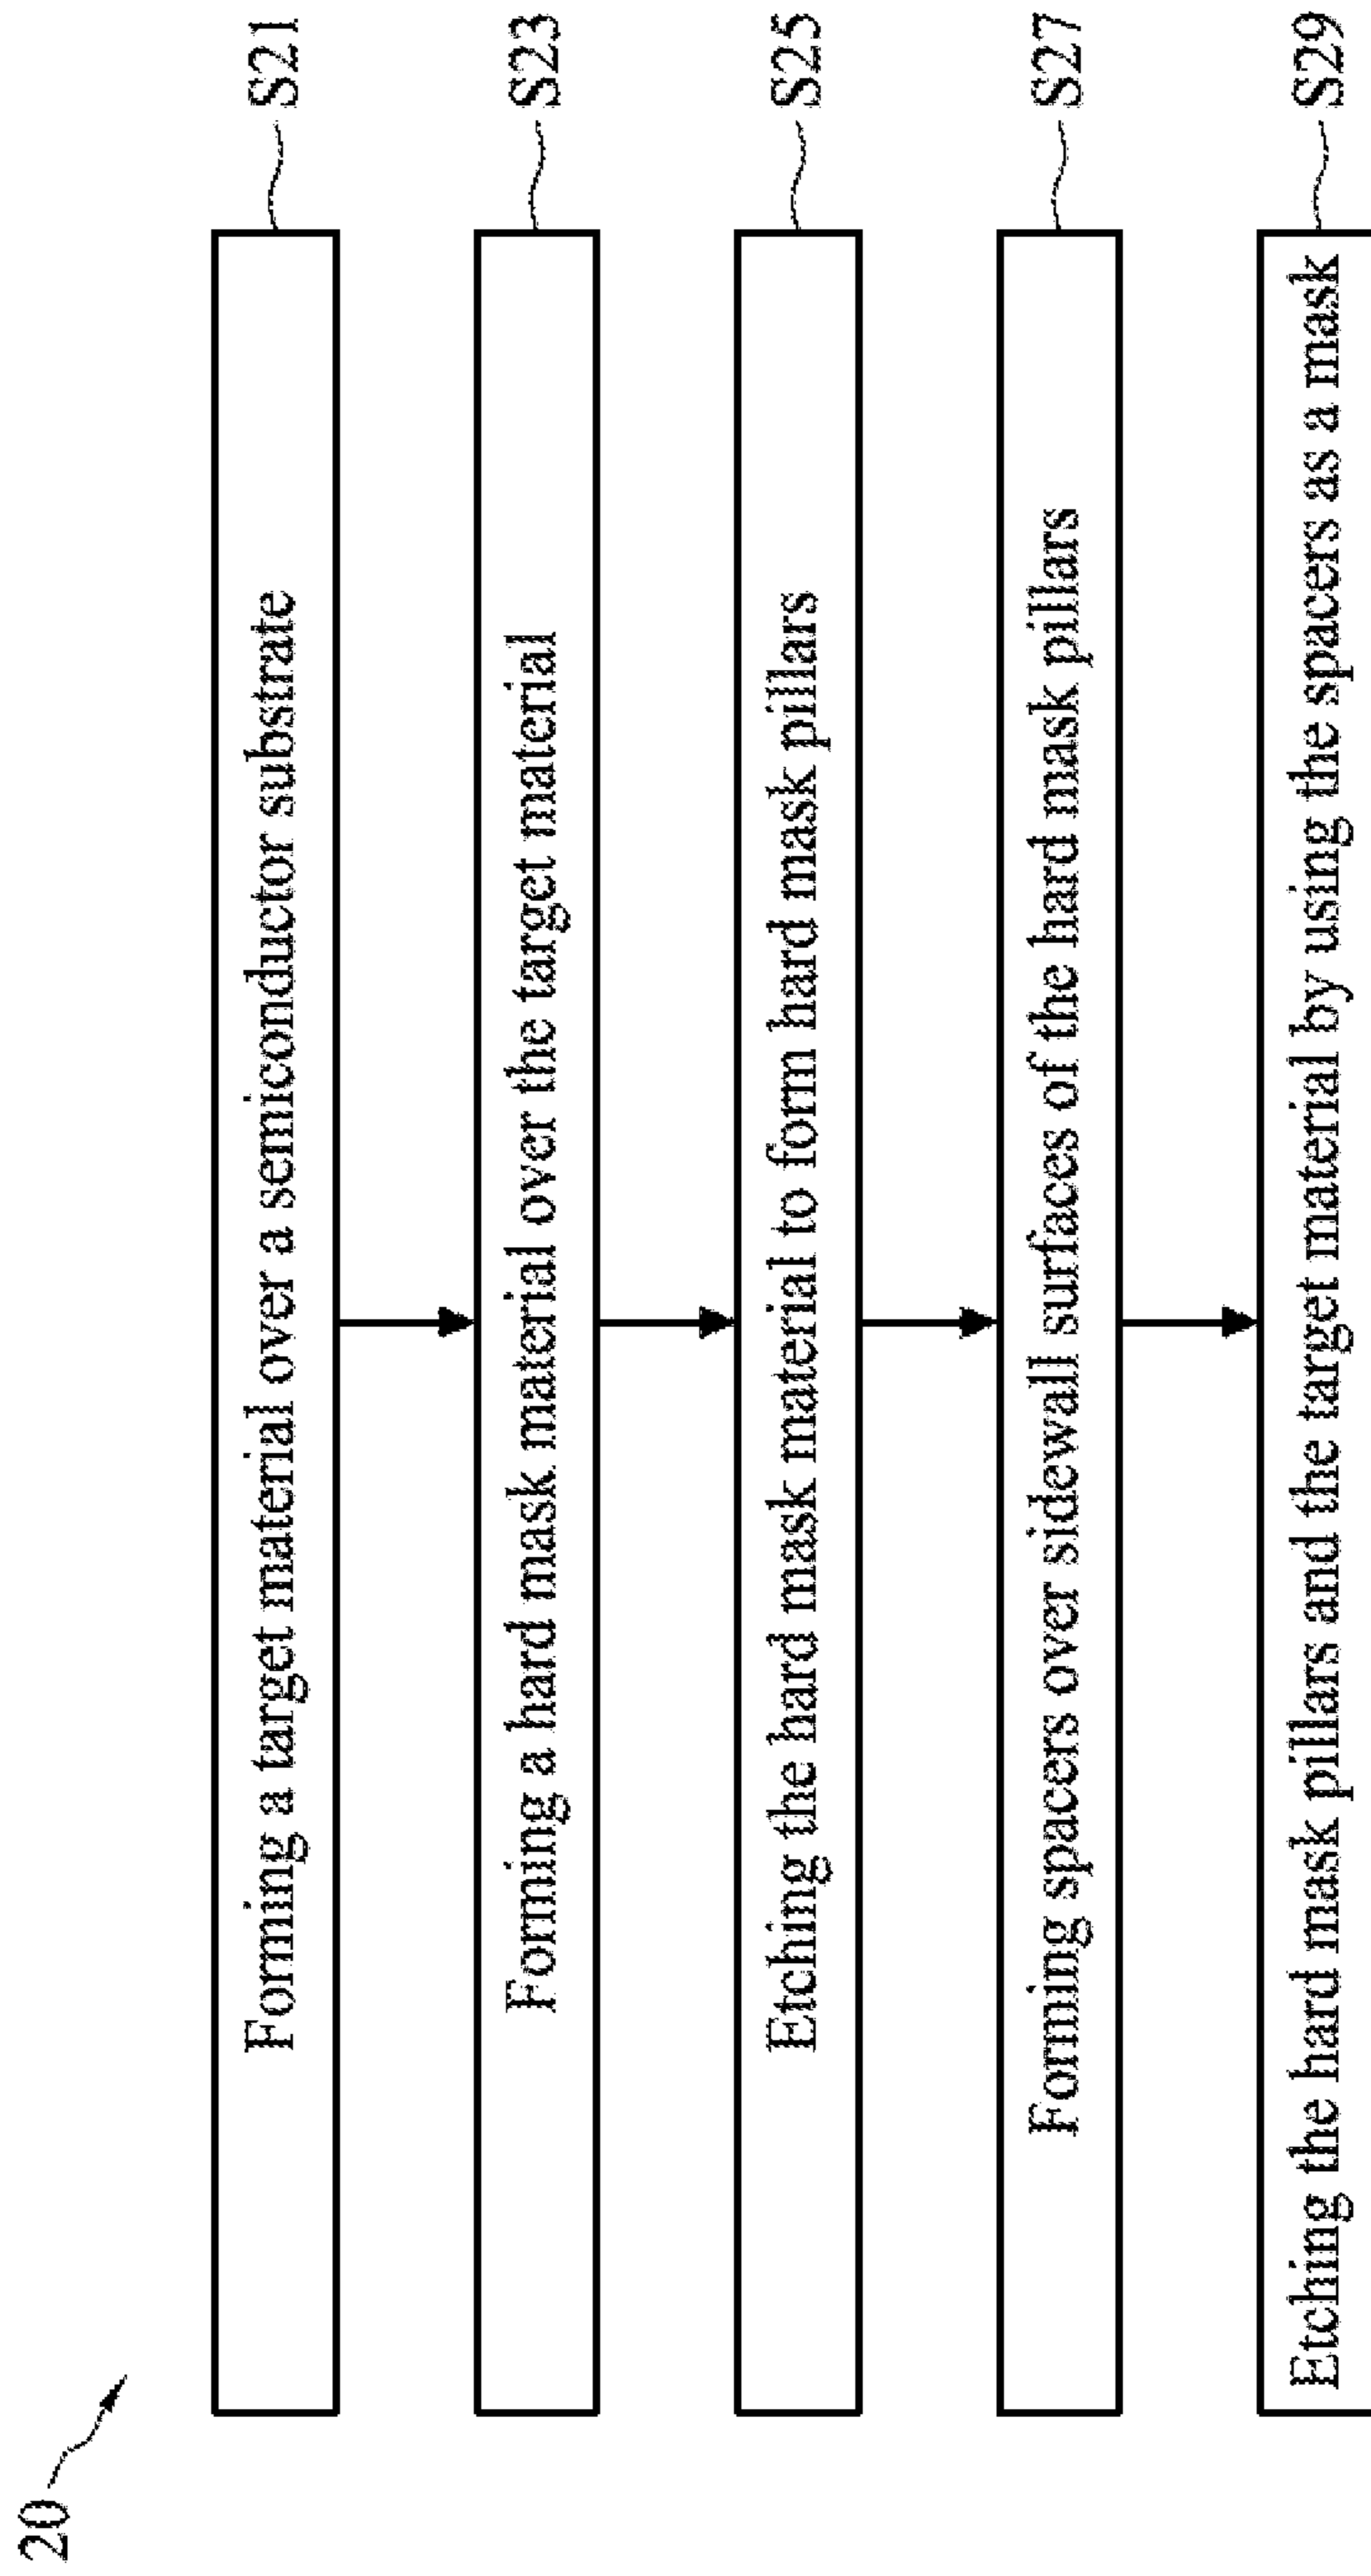 20
Forming a target material over a semiconductor substrate
S21
Forming a hard mask material over the target material
S23
Etching the hard mask material to form hard mask pillars
S25
Forming spacers over sidewall surfaces of the hard mask pillars
S27
Etching the hard mask pillars and the target material by using the spacers as a mask
S29